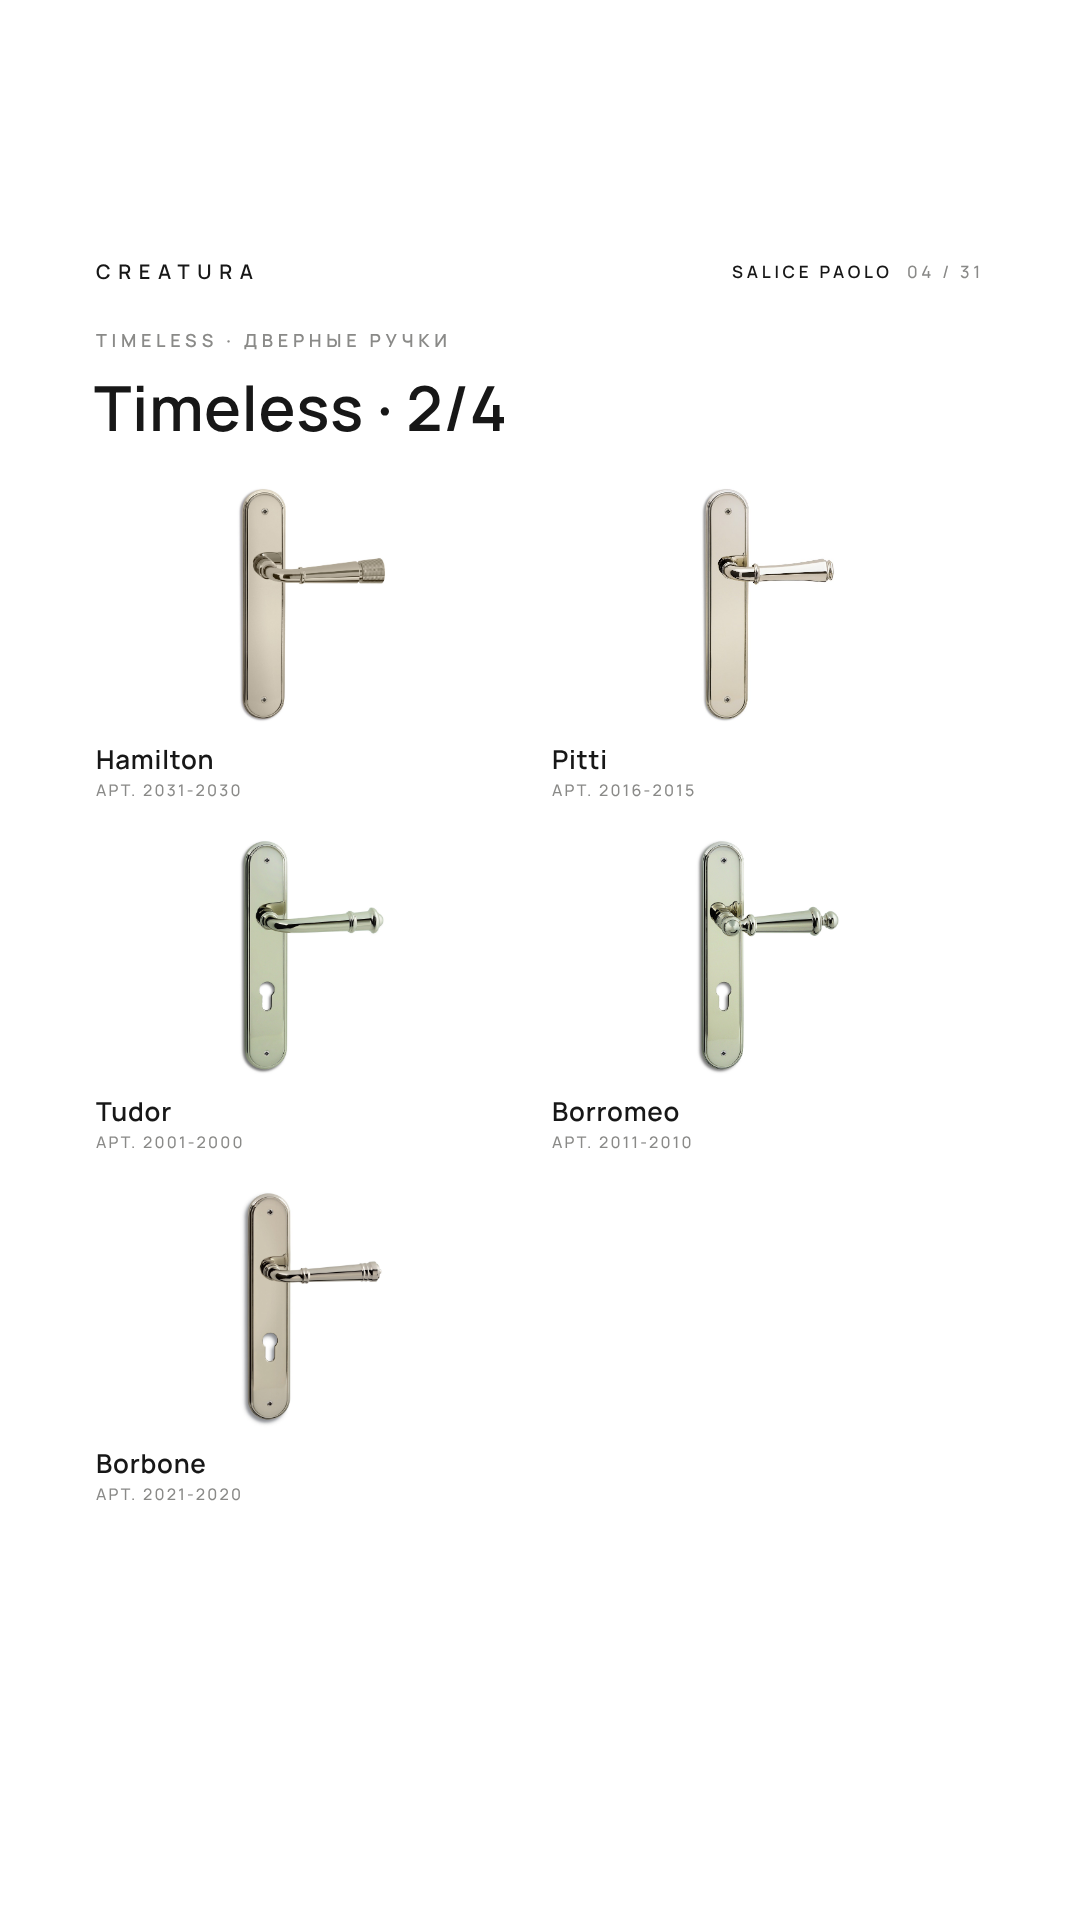 CREATURA
SALICE PAOLO 04 / 31
TIMELESS · ДВЕРНЫЕ РУЧКИ
Timeless · 2/4
Hamilton
АРТ. 2031-2030
Pitti
АРТ. 2016-2015
Tudor
АРТ. 2001-2000
Borromeo
АРТ. 2011-2010
Borbone
АРТ. 2021-2020